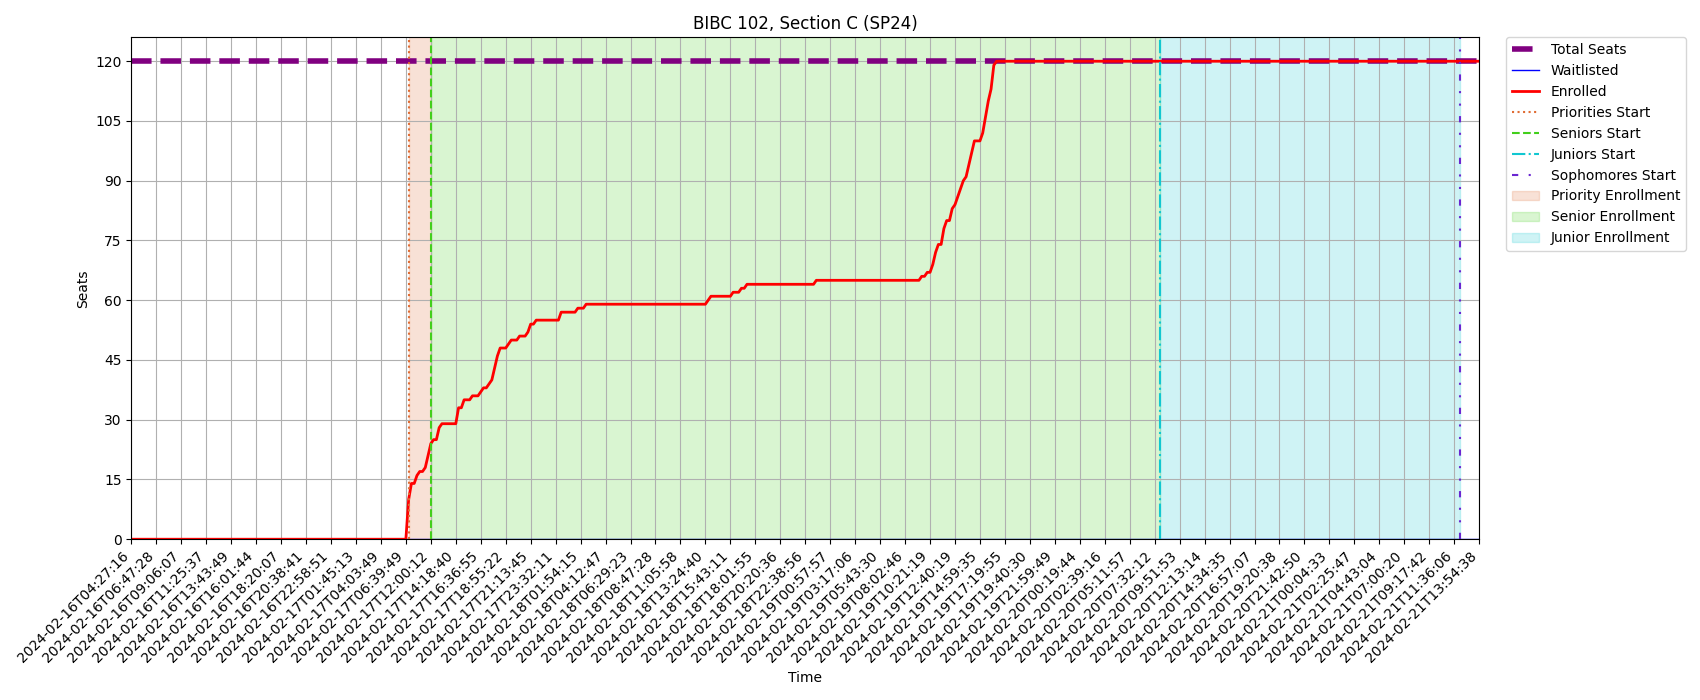 BIBC 102, Section C (SP24)
120
105
90
75
60
45
30
15
0
Seats
2024-02-16T04:27:16
2024-02-16T06:47:28
2024-02-16T09:06:07
2024-02-16T11:25:37
2024-02-16T13:43:49
2024-02-16T16:01:44
2024-02-16T18:20:07
2024-02-16T20:38:41
2024-02-16T22:58:51
2024-02-17T01:45:13
2024-02-17T04:03:49
2024-02-17T06:39:49
2024-02-17T12:00:12
2024-02-17T14:18:40
2024-02-17T16:36:55
2024-02-17T18:55:22
2024-02-17T21:13:45
2024-02-17T23:32:11
2024-02-18T01:54:15
2024-02-18T04:12:47
2024-02-18T06:29:23
2024-02-18T08:47:28
2024-02-18T11:05:58
2024-02-18T13:24:40
2024-02-18T15:43:11
2024-02-18T18:01:55
2024-02-18T20:20:36
2024-02-18T22:38:56
2024-02-19T00:57:57
2024-02-19T03:17:06
2024-02-19T05:43:30
2024-02-19T08:02:46
2024-02-19T10:21:19
2024-02-19T12:40:19
2024-02-19T14:59:35
2024-02-19T17:19:55
2024-02-19T19:40:30
2024-02-19T21:59:49
2024-02-20T00:19:44
2024-02-20T02:39:16
2024-02-20T05:11:57
2024-02-20T07:32:12
2024-02-20T09:51:53
2024-02-20T12:13:14
2024-02-20T14:34:35
2024-02-20T16:57:07
2024-02-20T19:20:38
2024-02-20T21:42:50
2024-02-21T00:04:33
2024-02-21T02:25:47
2024-02-21T04:43:04
2024-02-21T07:00:20
2024-02-21T09:17:42
2024-02-21T11:36:06
2024-02-21T13:54:38
Time
Total Seats
Waitlisted
Enrolled
Priorities Start
Seniors Start
Juniors Start
Sophomores Start
Priority Enrollment
Senior Enrollment
Junior Enrollment